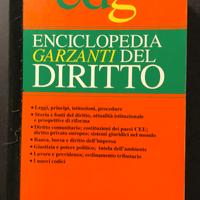 edg
ENCICLOPEDIA
GARZANTI DEL
DIRITTO
• Leggi, principi, istituzioni, procedure
• Storia e fonti del diritto, attualità istituzionale
e prospettive di riforma
• Diritto comunitario; costituzioni dei paesi CEE;
diritto privato europeo; sistemi giuridici nel mondo
• Banca, borsa e diritto dell'impresa
• Giustizia e potere politico; tutela dell'ambiente
• Lavoro e previdenza; ordinamento tributario
• I nuovi codici